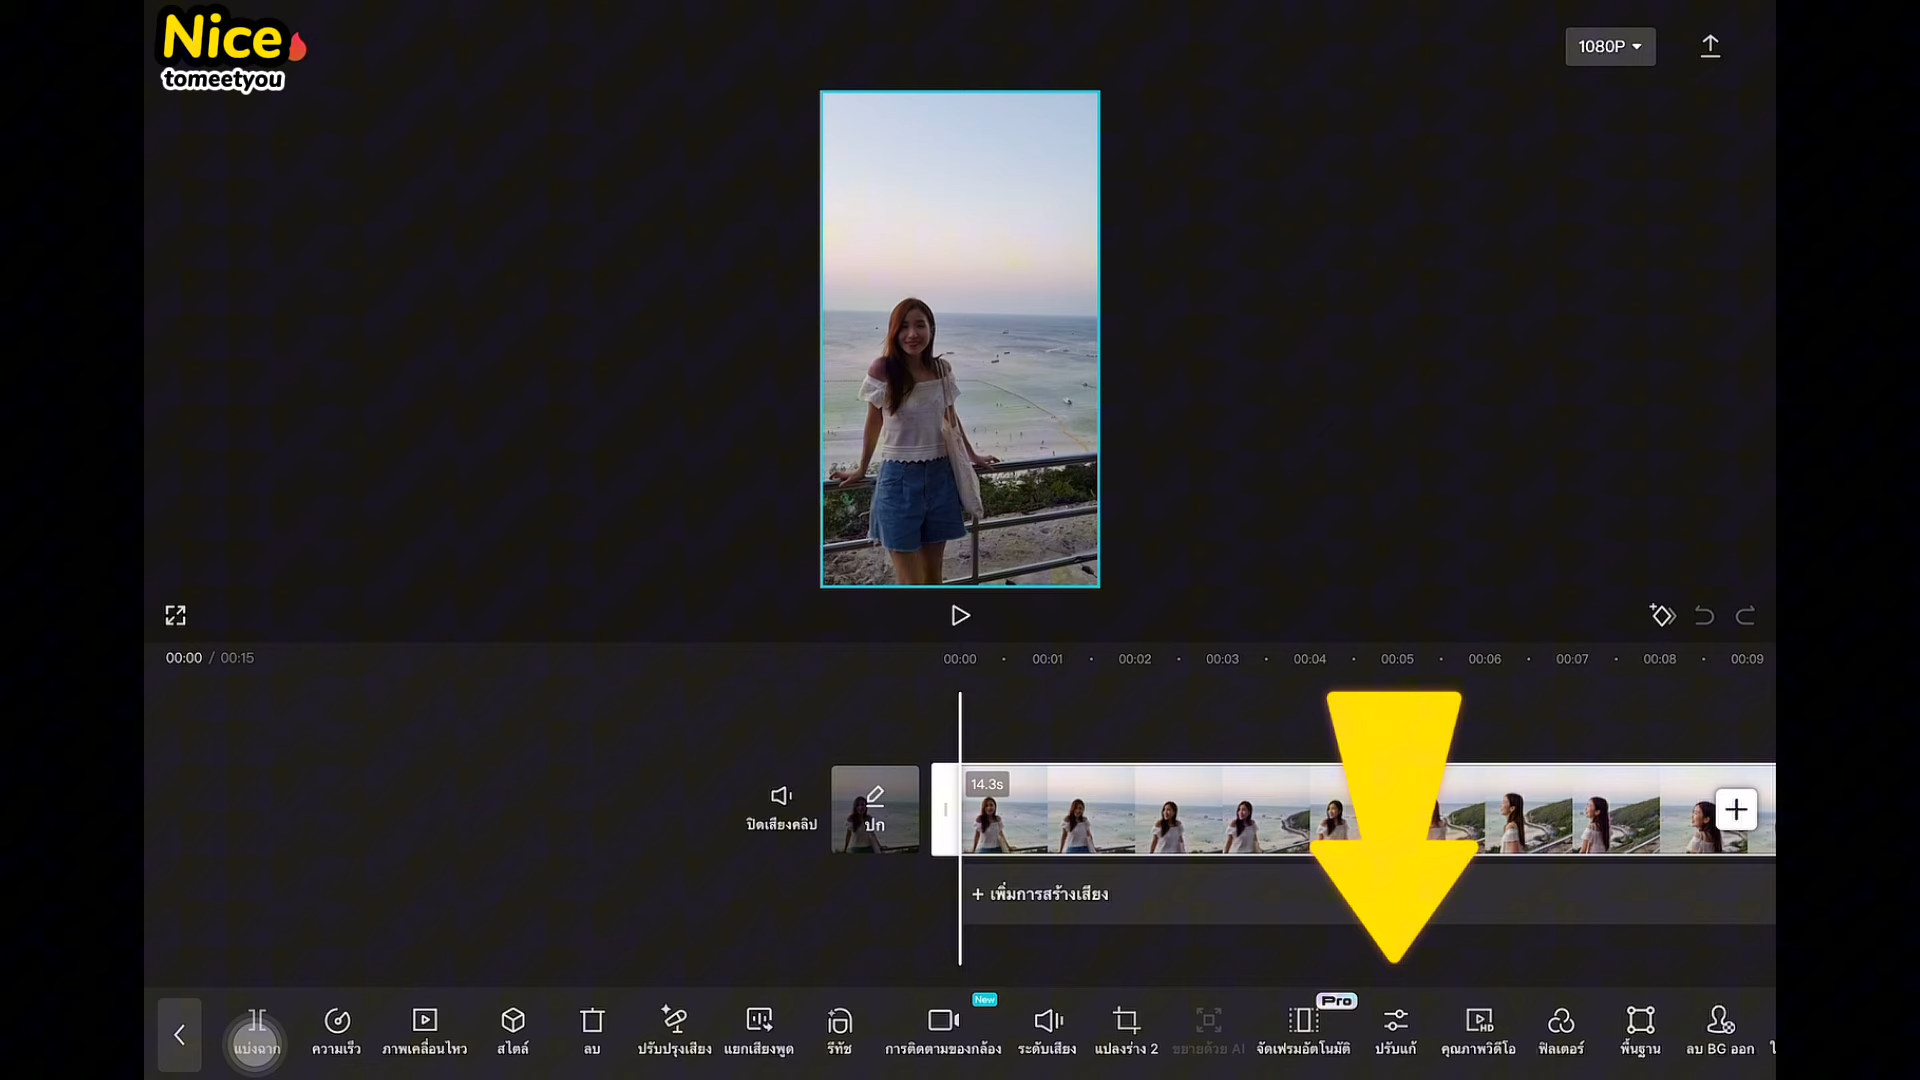 Nice
tomeetyou
1080P
00:00 / 00:15
00:00 00:01 00:02 00:03 00:04 00:05 00:06 00:07 00:08 00:09
14.3s
ปิดเสียงคลิป
ปก
+ เพิ่มการสร้างเสียง
New
Pro
แบ่งฉาก
ความเร็ว
ภาพเคลื่อนไหว
สไตล์
ลบ
ปรับปรุงเสียง
แยกเสียงพูด
รีทัช
การติดตามของกล้อง
ระดับเสียง
แปลงร่าง 2
ขยายด้วย AI
จัดเฟรมอัตโนมัติ
ปรับแก้
HD
คุณภาพวิดีโอ
ฟิลเตอร์
พื้นฐาน
ลบ BG ออก